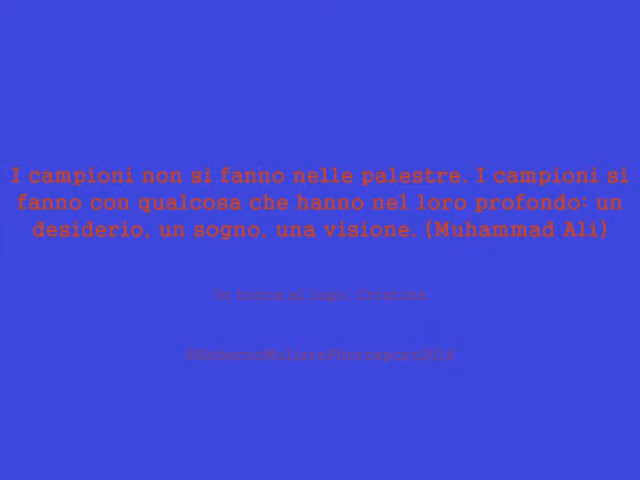 I campioni non si fanno nelle palestre. I campioni si
fanno con qualcosa che hanno nel loro profondo: un
desiderio, un sogno, una visione. (Muhammad Ali)
In bocca al lupo,